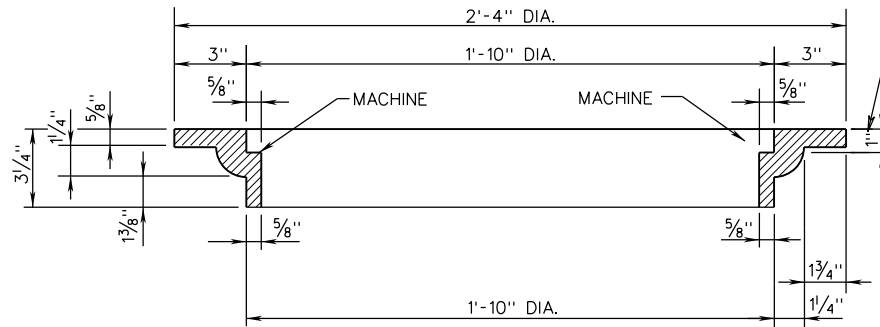 2'-4" DIA.
3" 1'-10" DIA. 3"
5/8" 5/8"
MACHINE MACHINE
5/8"
1 1/4"
3 1/4"
1"
1 3/8"
5/8" 5/8"
1 3/4"
1'-10" DIA. 1 1/4"